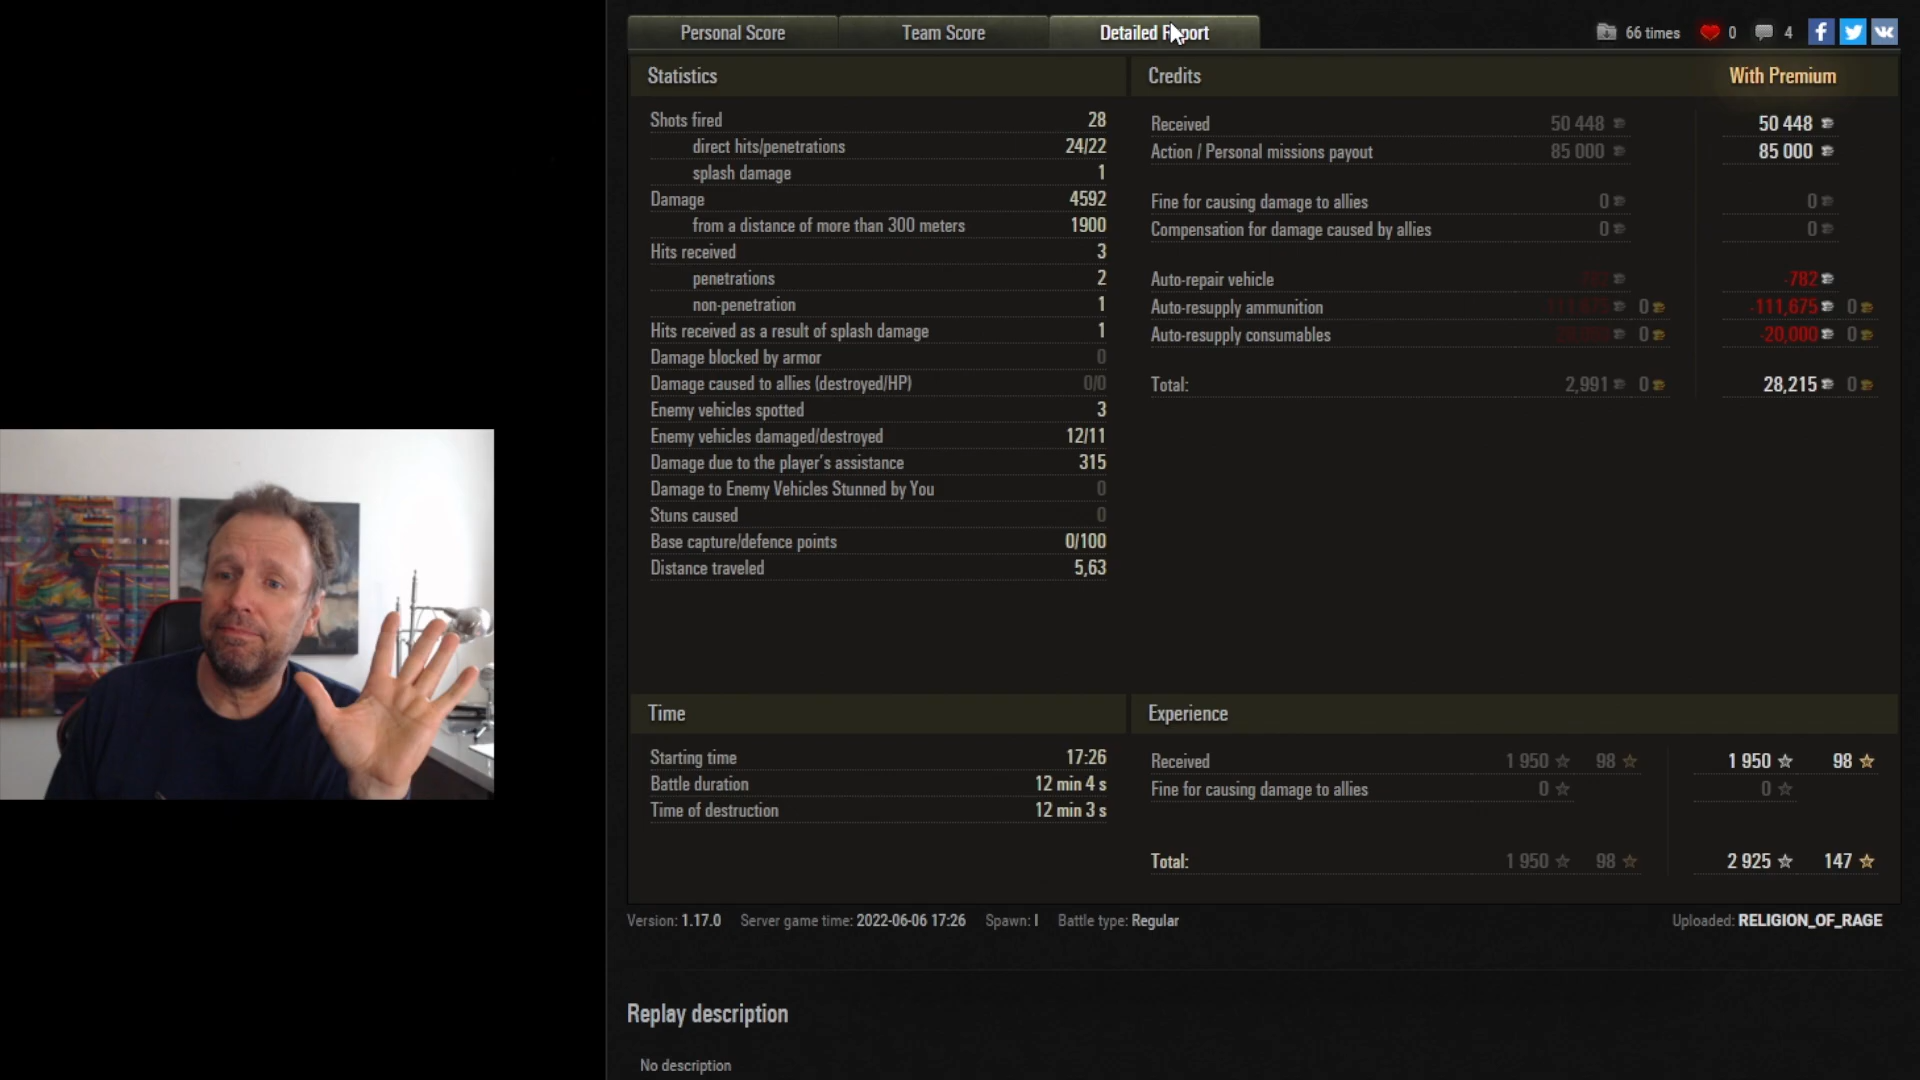 Personal Score
Team Score
Detailed Report
66 times
0
4
Statistics
Shots fired 28
direct hits/penetrations 24/22
splash damage 1
Damage 4592
from a distance of more than 300 meters 1900
Hits received 3
penetrations 2
non-penetration 1
Hits received as a result of splash damage 1
Damage blocked by armor 0
Damage caused to allies (destroyed/HP) 0/0
Enemy vehicles spotted 3
Enemy vehicles damaged/destroyed 12/11
Damage due to the player's assistance 315
Damage to Enemy Vehicles Stunned by You 0
Stuns caused 0
Base capture/defence points 0/100
Distance traveled 5,63
Credits With Premium
Received 50 448 50 448
Action / Personal missions payout 85 000 85 000
Fine for causing damage to allies 0 0
Compensation for damage caused by allies 0 0
Auto-repair vehicle -782
Auto-resupply ammunition 0 -111,675 0
Auto-resupply consumables 0 -20,000 0
Total: 2,991 0 28,215 0
Time
Starting time 17:26
Battle duration 12 min 4 s
Time of destruction 12 min 3 s
Experience
Received 1 950 98 1 950 98
Fine for causing damage to allies 0 0
Total: 1 950 98 2 925 147
Version: 1.17.0 Server game time: 2022-06-06 17:26 Spawn: I Battle type: Regular
Uploaded: RELIGION_OF_RAGE
Replay description
No description